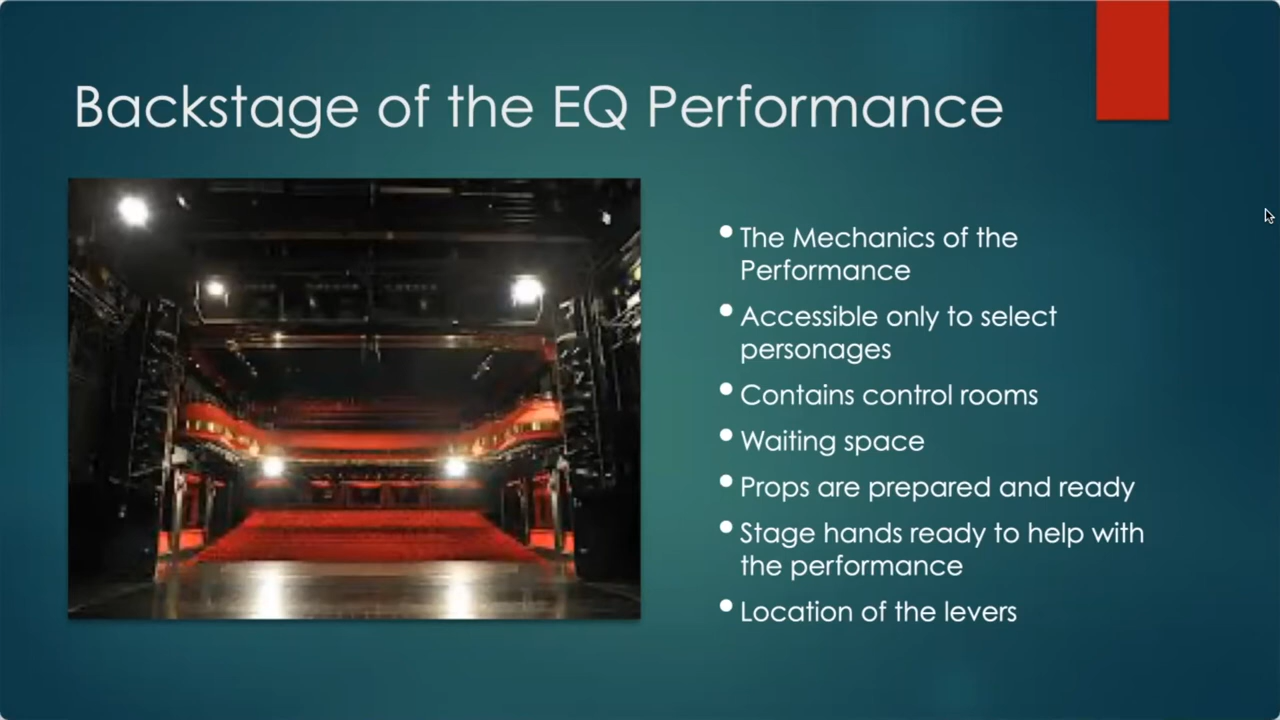 Backstage of the EQ Performance
• The Mechanics of the
Performance
• Accessible only to select
personages
• Contains control rooms
• Waiting space
• Props are prepared and ready
• Stage hands ready to help with
the performance
• Location of the levers